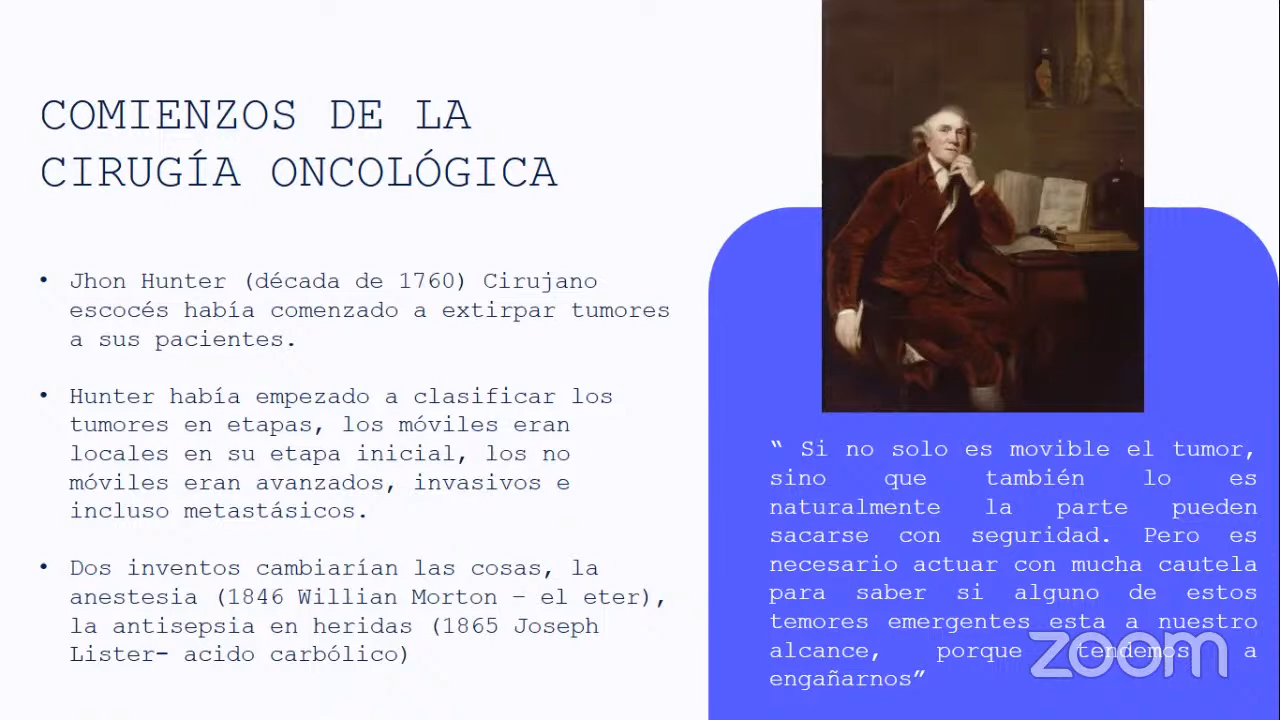 COMIENZOS DE LA
CIRUGÍA ONCOLÓGICA
• Jhon Hunter (década de 1760) Cirujano
escocés había comenzado a extirpar tumores
a sus pacientes.
• Hunter había empezado a clasificar los
tumores en etapas, los móviles eran
locales en su etapa inicial, los no
móviles eran avanzados, invasivos e
incluso metastásicos.
• Dos inventos cambiarían las cosas, la
anestesia (1846 Willian Morton – el eter),
la antisepsia en heridas (1865 Joseph
Lister– acido carbólico)
“ Si no solo es movible el tumor,
sino que también lo es
naturalmente la parte pueden
sacarse con seguridad. Pero es
necesario actuar con mucha cautela
para saber si alguno de estos
temores emergentes esta a nuestro
alcance, porque tendemos a
engañarnos”
zoom